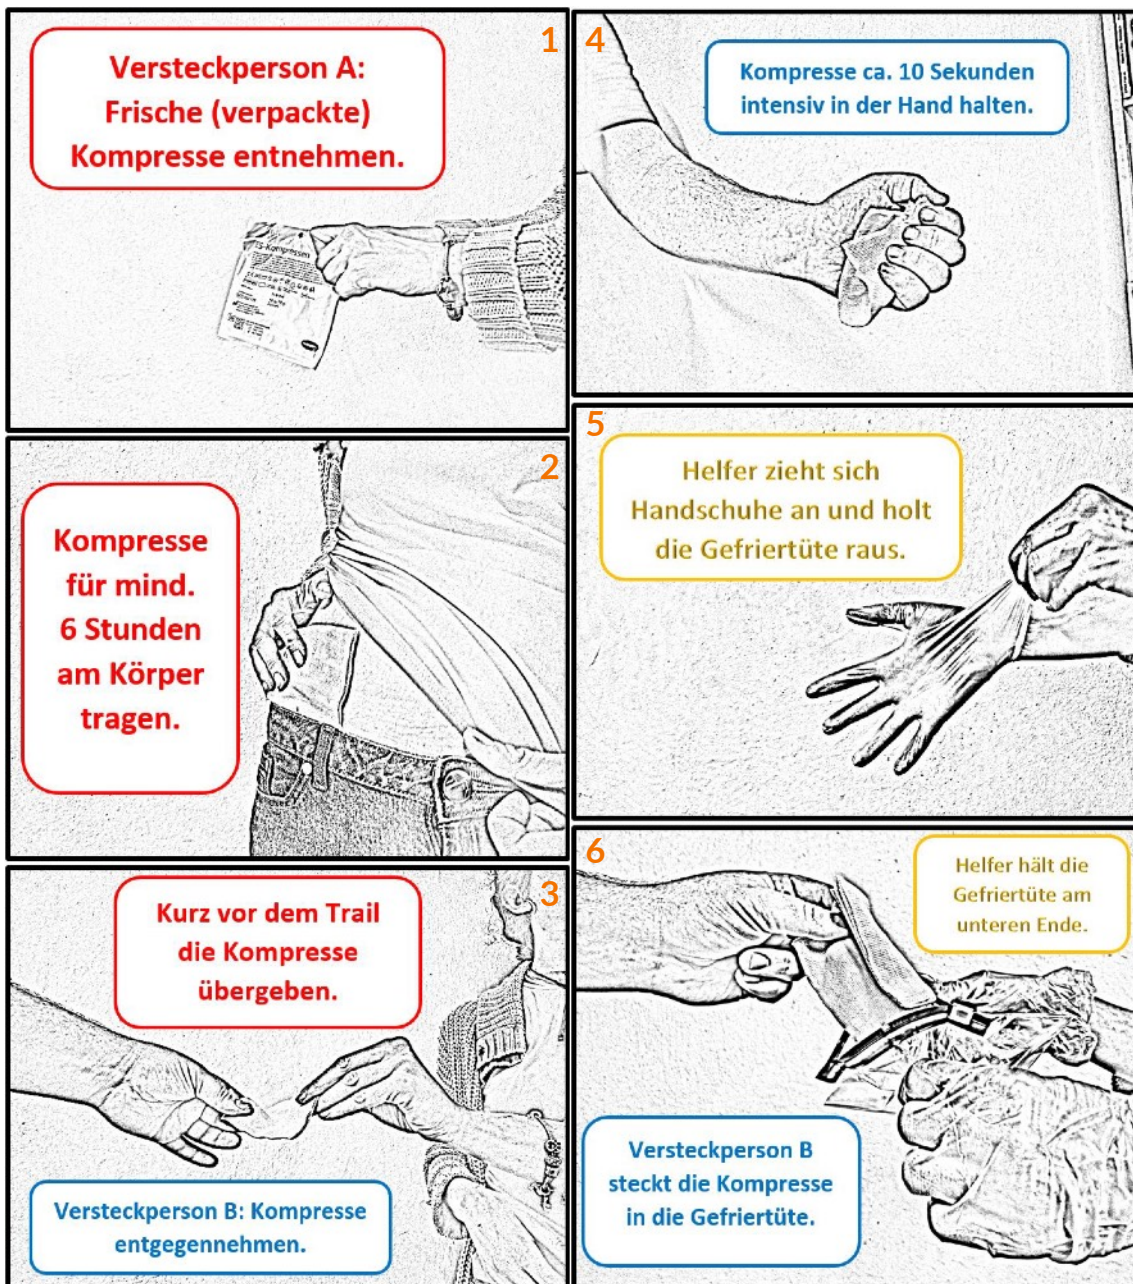 1
Versteckperson A:
Frische (verpackte)
Kompresse entnehmen.
ES-Kompressen
2
Kompresse
für mind.
6 Stunden
am Körper
tragen.
3
Kurz vor dem Trail
die Kompresse
übergeben.
Versteckperson B: Kompresse
entgegennehmen.
4
Kompresse ca. 10 Sekunden
intensiv in der Hand halten.
5
Helfer zieht sich
Handschuhe an und holt
die Gefriertüte raus.
6
Helfer hält die
Gefriertüte am
unteren Ende.
Versteckperson B
steckt die Kompresse
in die Gefriertüte.